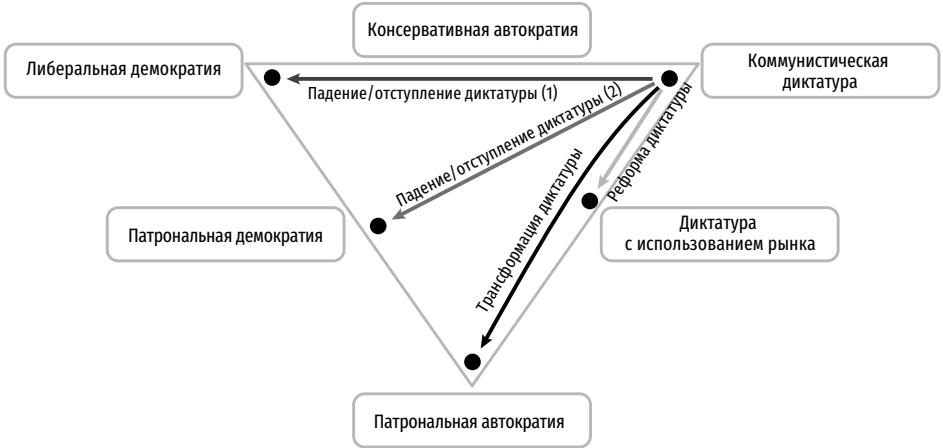 Консервативная автократия
Либеральная демократия
Коммунистическая
диктатура
Падение/отступление диктатуры (1)
Падение/отступление диктатуры (2)
Трансформация диктатуры
Реформа диктатуры
Патрональная демократия
Диктатура
с использованием рынка
Патрональная автократия